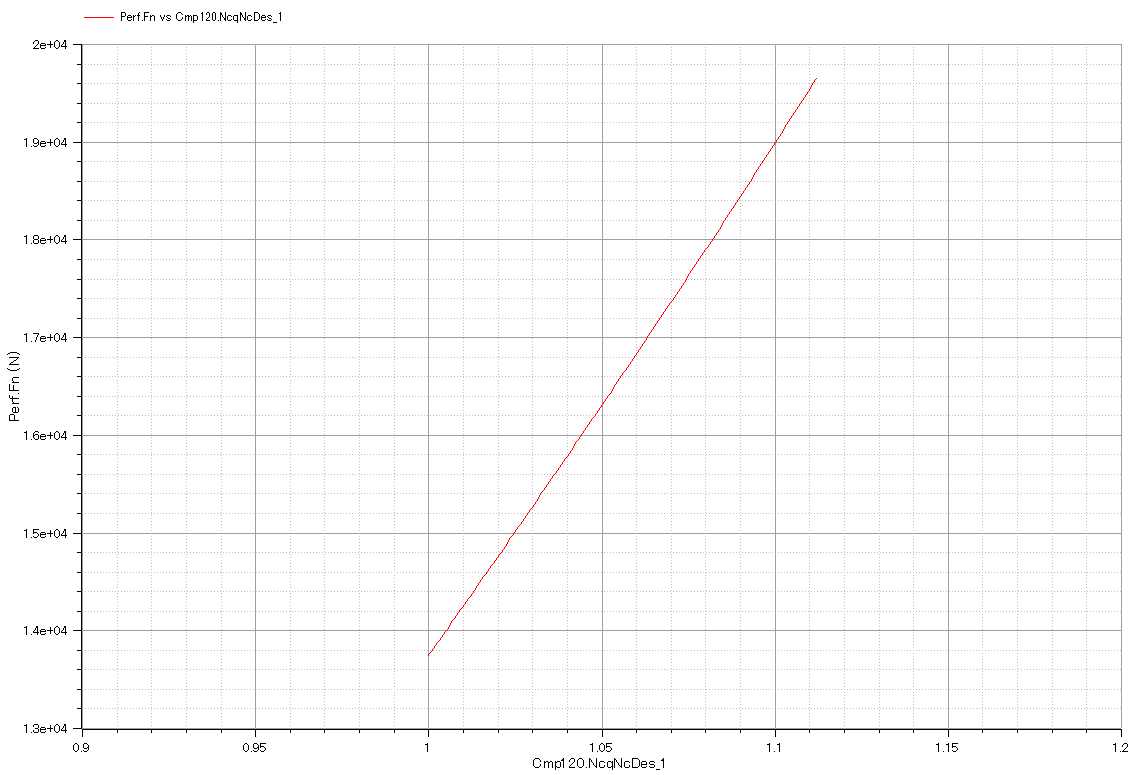 Perf.Fn vs Cmp120.NcqNcDes_1
2e+04
1.9e+04
1.8e+04
1.7e+04
Perf.Fn (N)
1.6e+04
1.5e+04
1.4e+04
1.3e+04
0.9 0.95 1 1.05 1.1 1.15 1.2
Cmp120.NcqNcDes_1